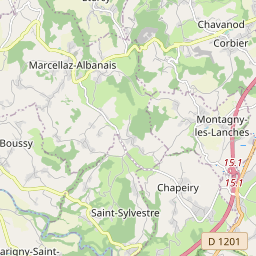 Chavanod
Corbier
Marcellaz-Albanais
Montagny-
les-Lanches
Boussy
15.1
15.1
Chapeiry
Saint-Sylvestre
D 1201